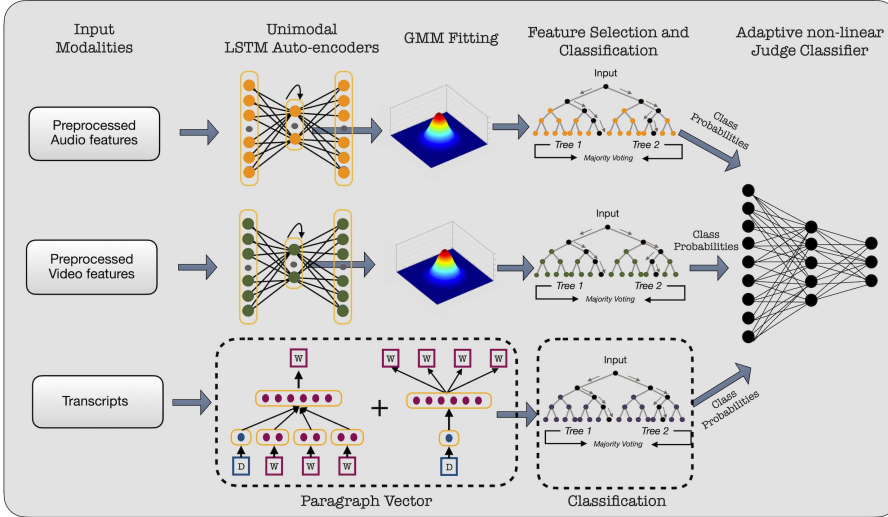 Input
Modalities
Unimodal
LSTM Auto-encoders
GMM Fitting
Feature Selection and
Classification
Adaptive non-linear
Judge Classifier
Preprocessed
Audio features
Input
Tree 1
Tree 2
Majority Voting
Class
Probabilities
Preprocessed
Video features
Input
Tree 1
Tree 2
Majority Voting
Class
Probabilities
Transcripts
W
W W W W
+
D W W W
D
Paragraph Vector
Input
Tree 1
Tree 2
Majority Voting
Classification
Class
Probabilities